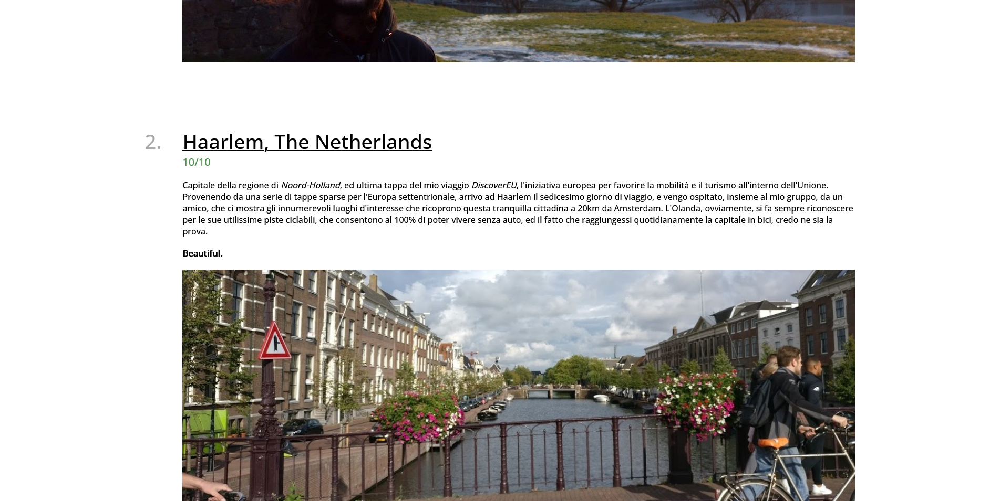 2.
Haarlem, The Netherlands
10/10
Capitale della regione di Noord-Holland, ed ultima tappa del mio viaggio DiscoverEU, l'iniziativa europea per favorire la mobilità e il turismo all'interno dell'Unione.
Provenendo da una serie di tappe sparse per l'Europa settentrionale, arrivo ad Haarlem il sedicesimo giorno di viaggio, e vengo ospitato, insieme al mio gruppo, da un
amico, che ci mostra gli innumerevoli luoghi d'interesse che ricoprono questa tranquilla cittadina a 20km da Amsterdam. L'Olanda, ovviamente, si fa sempre riconoscere
per le sue utilissime piste ciclabili, che consentono al 100% di poter vivere senza auto, ed il fatto che raggiungessi quotidianamente la capitale in bici, credo ne sia la
prova.
Beautiful.